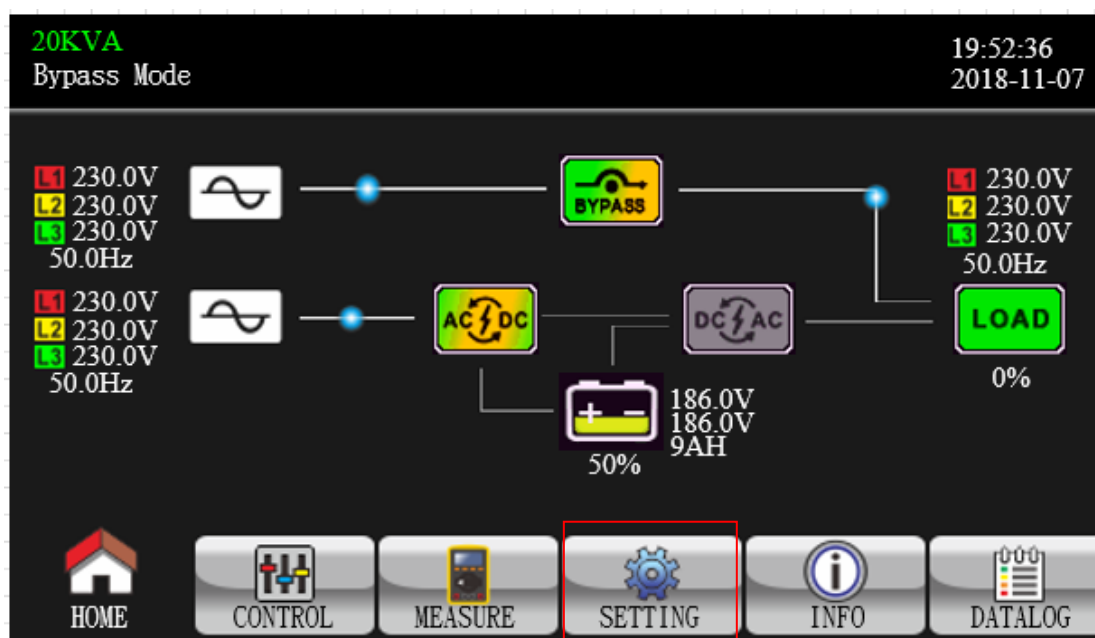 20KVA
Bypass Mode
19:52:36
2018-11-07
L1 230.0V
L2 230.0V
L3 230.0V
50.0Hz
BYPASS
L1 230.0V
L2 230.0V
L3 230.0V
50.0Hz
L1 230.0V
L2 230.0V
L3 230.0V
50.0Hz
AC DC
DC AC
LOAD
0%
+ -
186.0V
186.0V
9AH
50%
HOME
CONTROL
MEASURE
SETTING
INFO
DATALOG